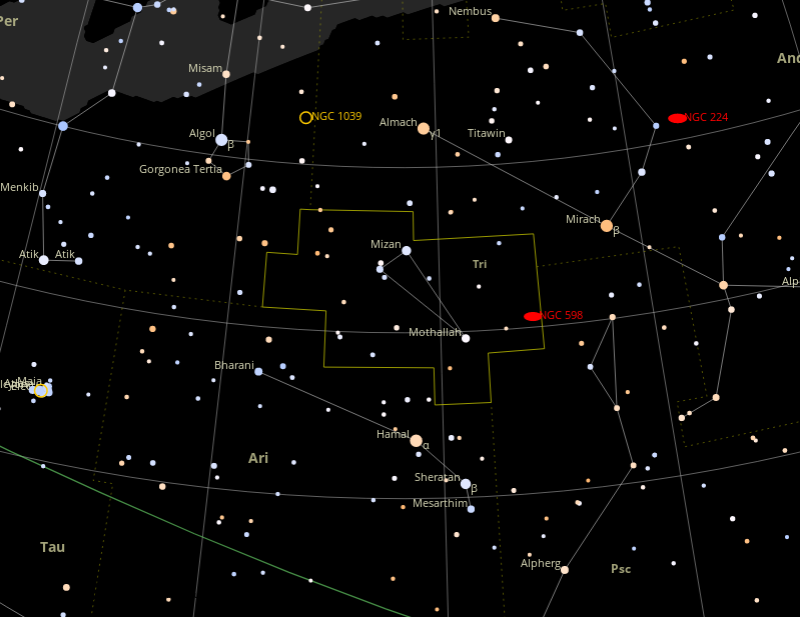 Nembus
Per
And
Misam
NGC 1039
NGC 224
Almach
γ1
Titawin
Algol
β
Gorgonea Tertia
Menkib
Mirach
β
Mizan
Atik
Atik
Tri
Alp
NGC 598
Mothallah
Bharani
Maia
Hamal
α
Ari
Sheratan
β
Mesarthim
Tau
Alpherg
Psc